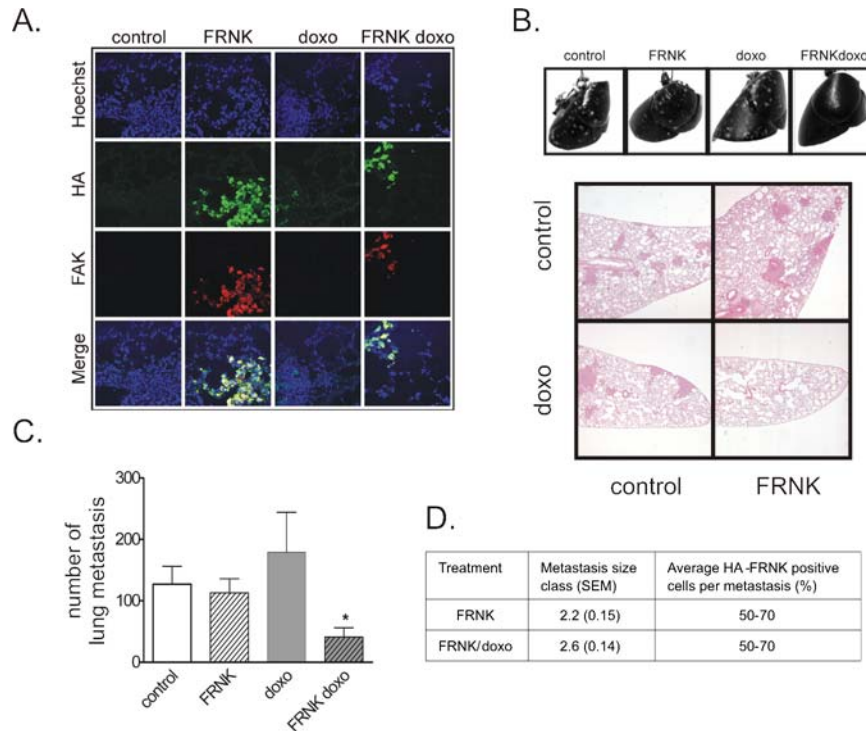 A.
control FRNK doxo FRNK doxo
Hoechst
HA
FAK
Merge
B.
control FRNK doxo FRNKdoxo
control
doxo
control FRNK
C.
number of
lung metastasis
300
200
100
0
*
control FRNK doxo FRNK doxo
D.
Treatment Metastasis size class (SEM) Average HA-FRNK positive cells per metastasis (%)
FRNK 2.2 (0.15) 50-70
FRNK/doxo 2.6 (0.14) 50-70